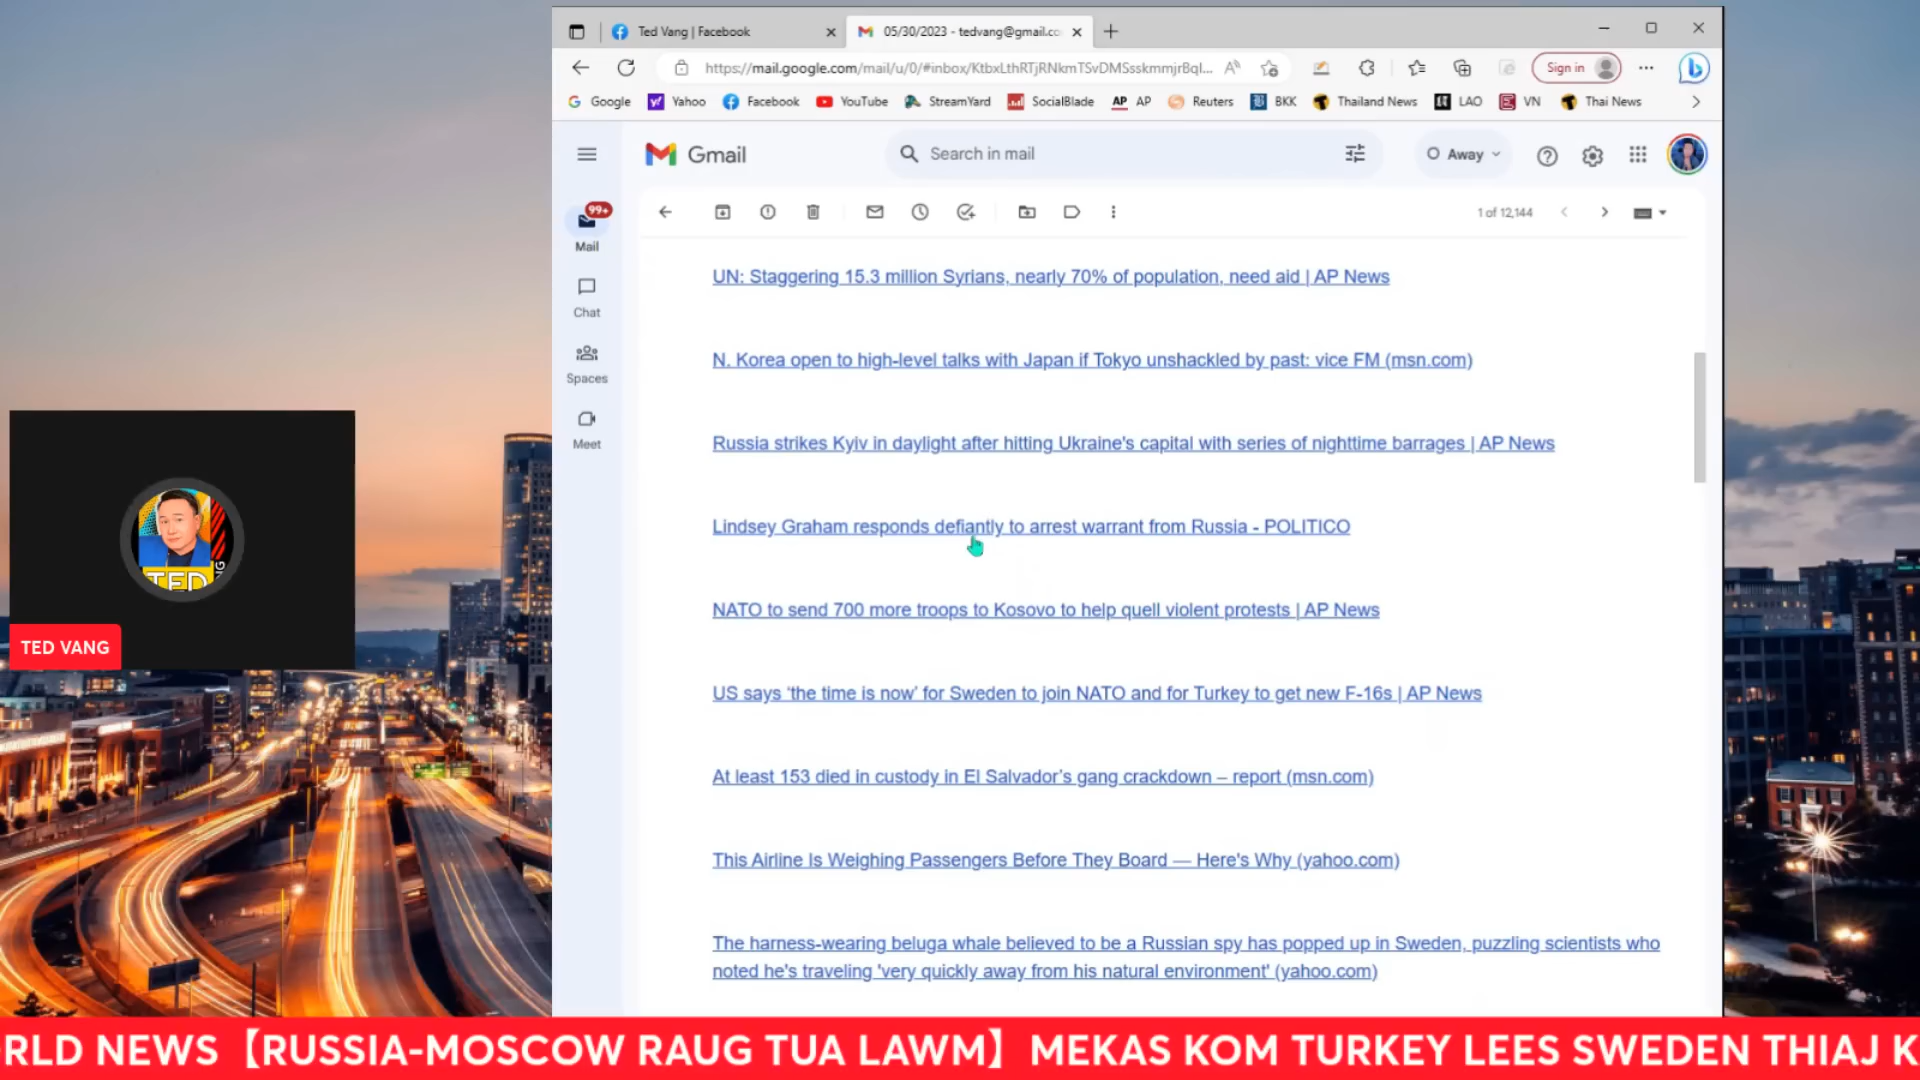 Ted Vang | Facebook
05/30/2023 - tedvang@gmail.co
https://mail.google.com/mail/u/0/#inbox/KtbxLthRTjRNkmTSvDMSsskmmjrBql...
Sign in
Google
Yahoo
Facebook
YouTube
StreamYard
SocialBlade
AP AP
Reuters
BKK
Thailand News
LAO
VN
Thai News
Gmail
Search in mail
Away
99+
Mail
Chat
Spaces
Meet
1 of 12,144
UN: Staggering 15.3 million Syrians, nearly 70% of population, need aid | AP News
N. Korea open to high-level talks with Japan if Tokyo unshackled by past: vice FM (msn.com)
Russia strikes Kyiv in daylight after hitting Ukraine's capital with series of nighttime barrages | AP News
Lindsey Graham responds defiantly to arrest warrant from Russia - POLITICO
NATO to send 700 more troops to Kosovo to help quell violent protests | AP News
US says ‘the time is now’ for Sweden to join NATO and for Turkey to get new F-16s | AP News
At least 153 died in custody in El Salvador’s gang crackdown – report (msn.com)
This Airline Is Weighing Passengers Before They Board — Here's Why (yahoo.com)
The harness-wearing beluga whale believed to be a Russian spy has popped up in Sweden, puzzling scientists who
noted he's traveling 'very quickly away from his natural environment' (yahoo.com)
TED
TED VANG
RLD NEWS【RUSSIA-MOSCOW RAUG TUA LAWM】 MEKAS KOM TURKEY LEES SWEDEN THIAJ K